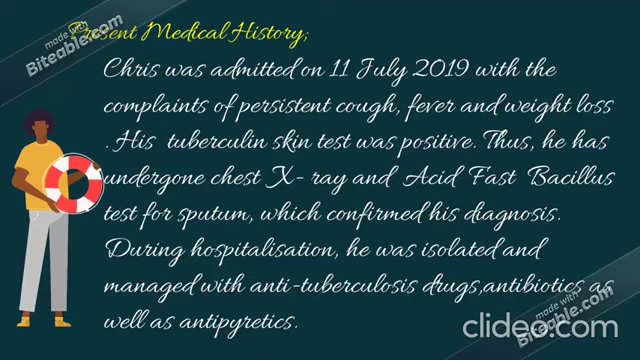 Present Medical History;
Chris was admitted on 11 July 2019 with the
complaints of persistent cough, fever and weight loss
. His tuberculin skin test was positive. Thus, he has
undergone chest X- ray and Acid Fast Bacillus
test for sputum, which confirmed his diagnosis.
During hospitalisation, he was isolated and
managed with anti-tuberculosis drugs,antibiotics as
well as antipyretics.
made with
Biteable.com
made with
Biteable.com
clideo.com